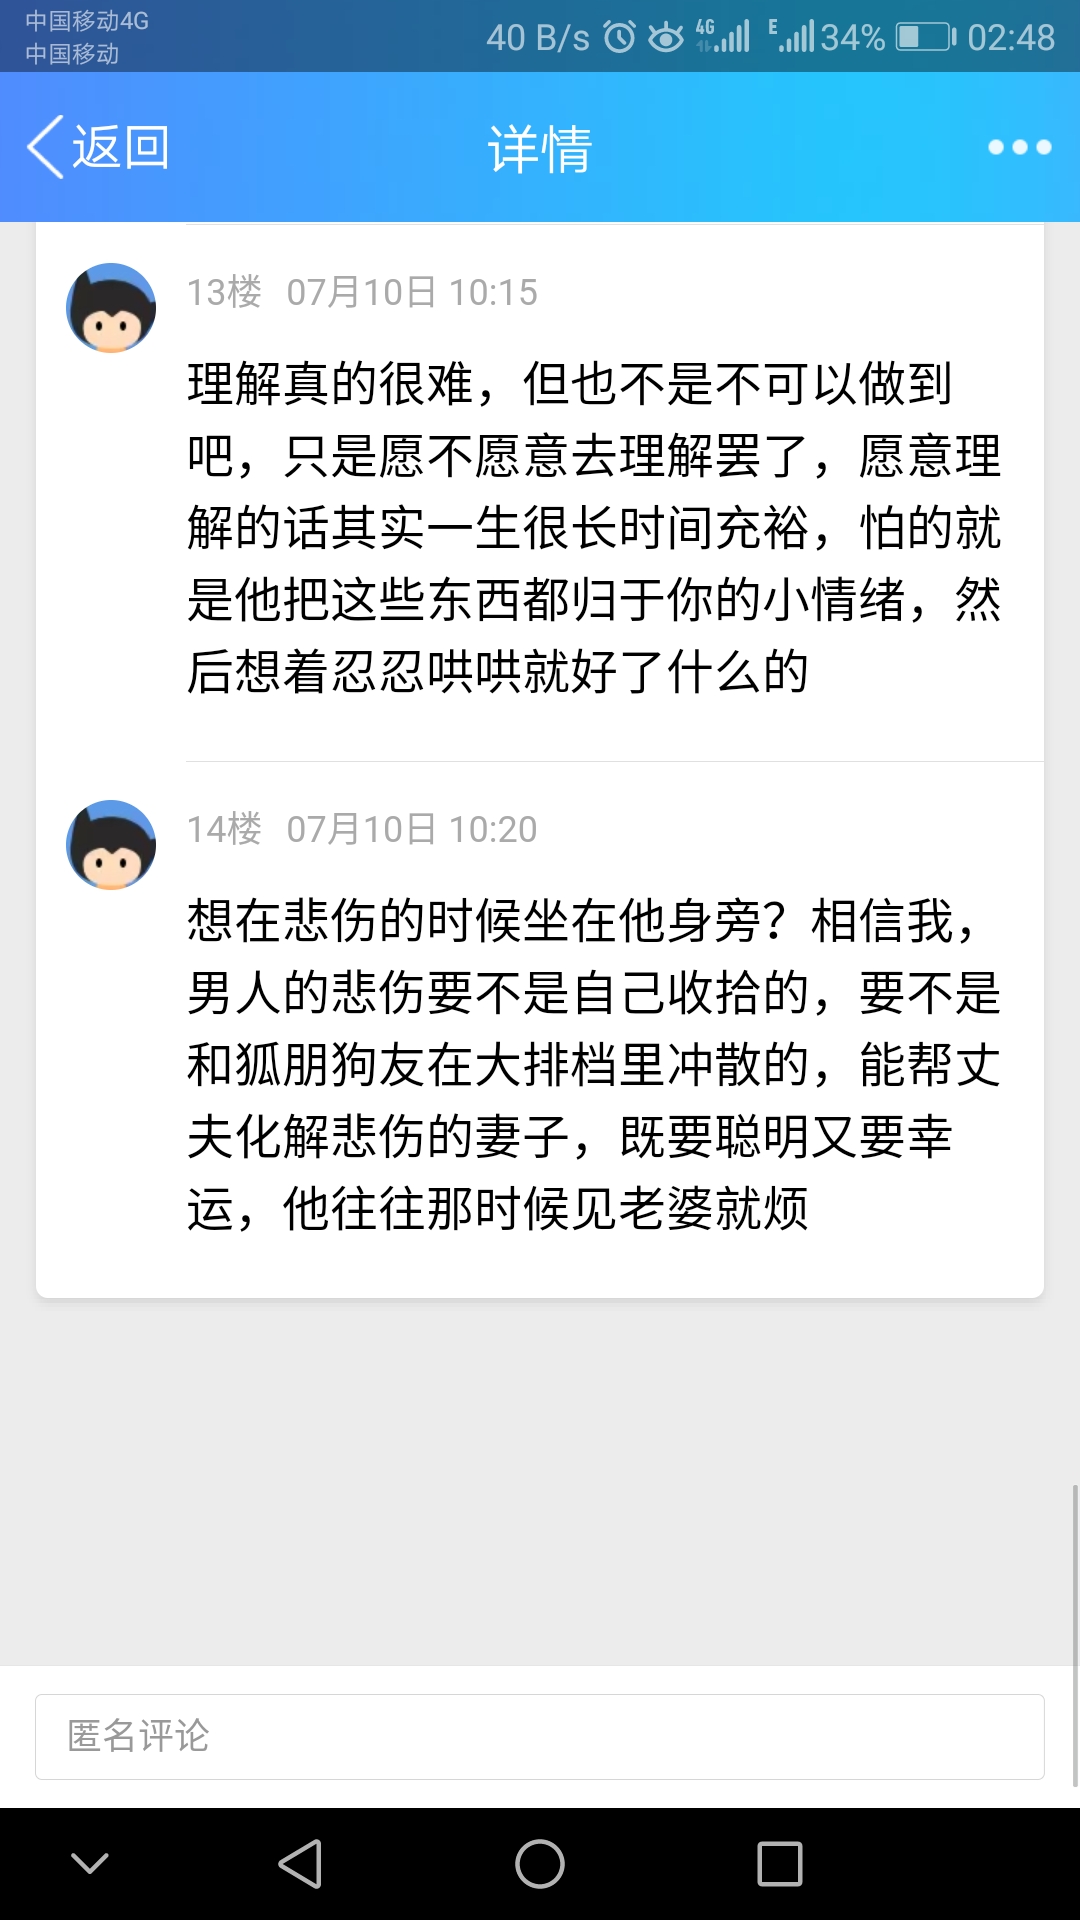 中国移动4G
中国移动
40 B/s 4G E 34% 02:48
返回 详情
13楼 07月10日 10:15
理解真的很难，但也不是不可以做到
吧，只是愿不愿意去理解罢了，愿意理
解的话其实一生很长时间充裕，怕的就
是他把这些东西都归于你的小情绪，然
后想着忍忍哄哄就好了什么的
14楼 07月10日 10:20
想在悲伤的时候坐在他身旁？相信我，
男人的悲伤要不是自己收拾的，要不是
和狐朋狗友在大排档里冲散的，能帮丈
夫化解悲伤的妻子，既要聪明又要幸
运，他往往那时候见老婆就烦
匿名评论